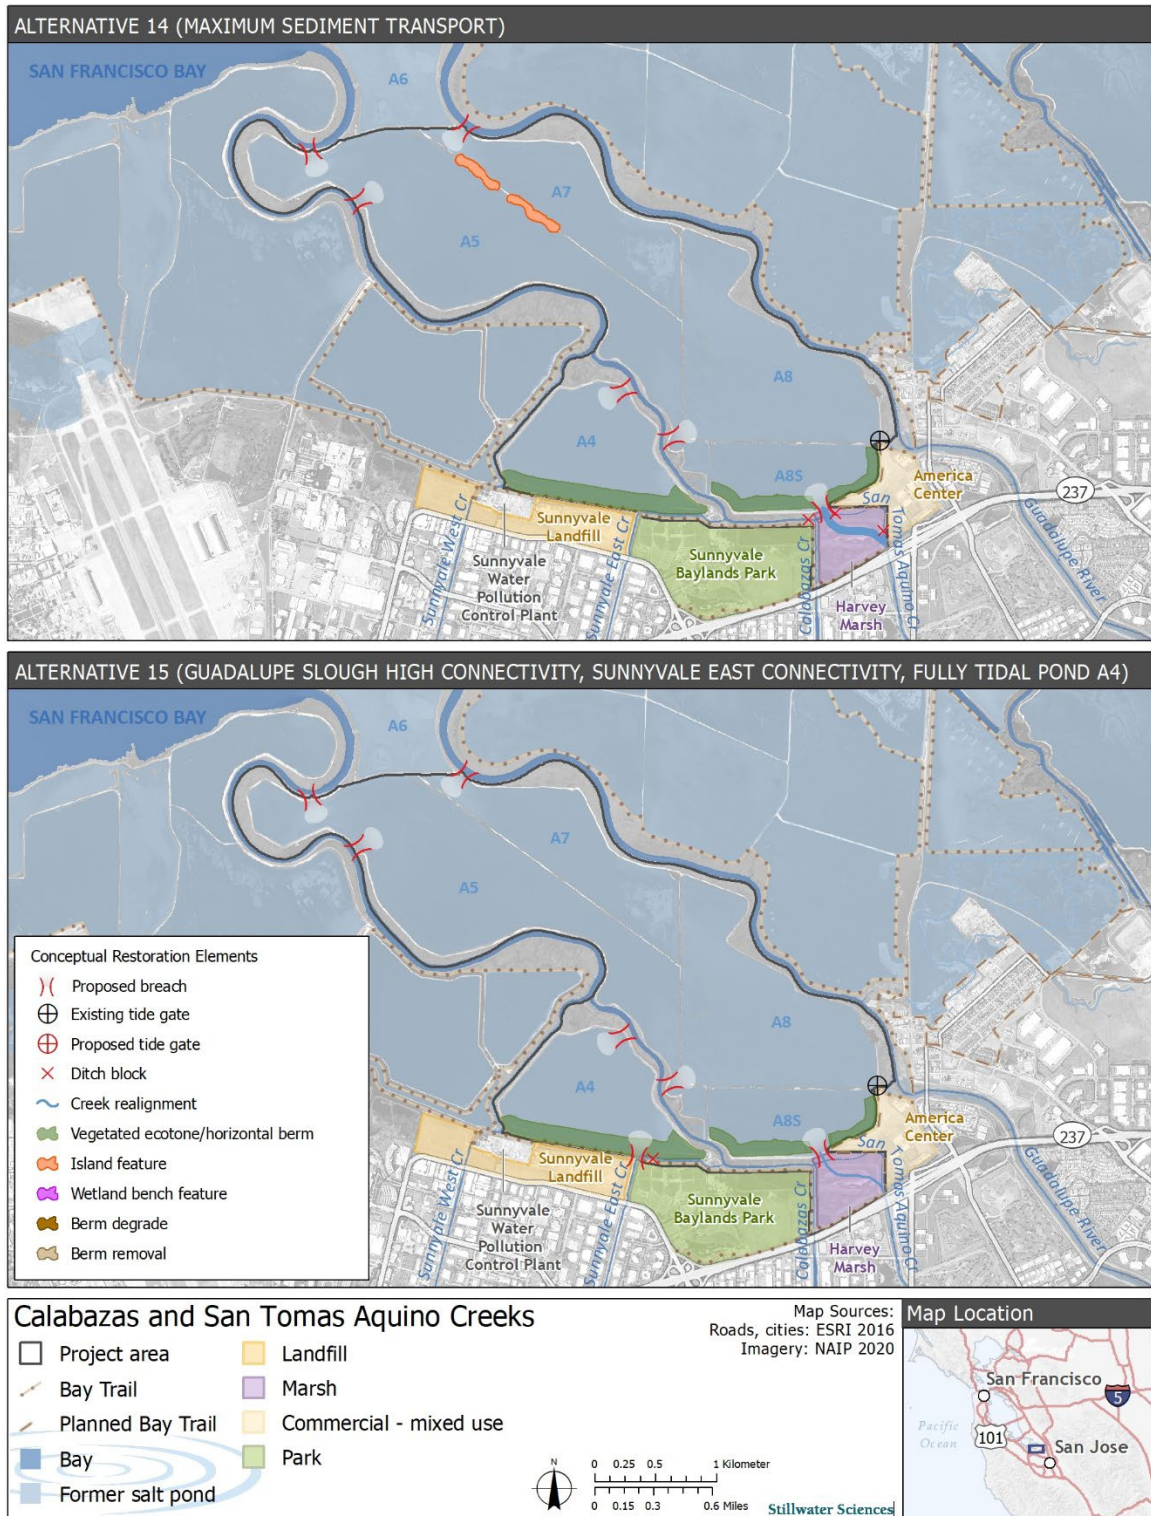 ALTERNATIVE 14 (MAXIMUM SEDIMENT TRANSPORT)
SAN FRANCISCO BAY
A6
A7
A5
A8
A4
A8S
San
Tomas Aquino Cr
America
Center
237
Guadalupe River
Sunnyvale West Cr
Sunnyvale
Landfill
Sunnyvale East Cr
Sunnyvale
Water
Pollution
Control Plant
Sunnyvale
Baylands Park
Calabazas Cr
Harvey
Marsh
ALTERNATIVE 15 (GUADALUPE SLOUGH HIGH CONNECTIVITY, SUNNYVALE EAST CONNECTIVITY, FULLY TIDAL POND A4)
SAN FRANCISCO BAY
A6
A7
A5
A8
A4
A8S
San
Tomas Aquino Cr
America
Center
237
Guadalupe River
Sunnyvale West Cr
Sunnyvale
Landfill
Sunnyvale East Cr
Sunnyvale
Water
Pollution
Control Plant
Sunnyvale
Baylands Park
Calabazas Cr
Harvey
Marsh
Conceptual Restoration Elements
Proposed breach
Existing tide gate
Proposed tide gate
Ditch block
Creek realignment
Vegetated ecotone/horizontal berm
Island feature
Wetland bench feature
Berm degrade
Berm removal
Calabazas and San Tomas Aquino Creeks
Project area
Bay Trail
Planned Bay Trail
Bay
Former salt pond
Landfill
Marsh
Commercial - mixed use
Park
Map Sources:
Roads, cities: ESRI 2016
Imagery: NAIP 2020
N
0 0.25 0.5 1 Kilometer
0 0.15 0.3 0.6 Miles
Stillwater Sciences
Map Location
San Francisco
5
Pacific
Ocean
101
San Jose